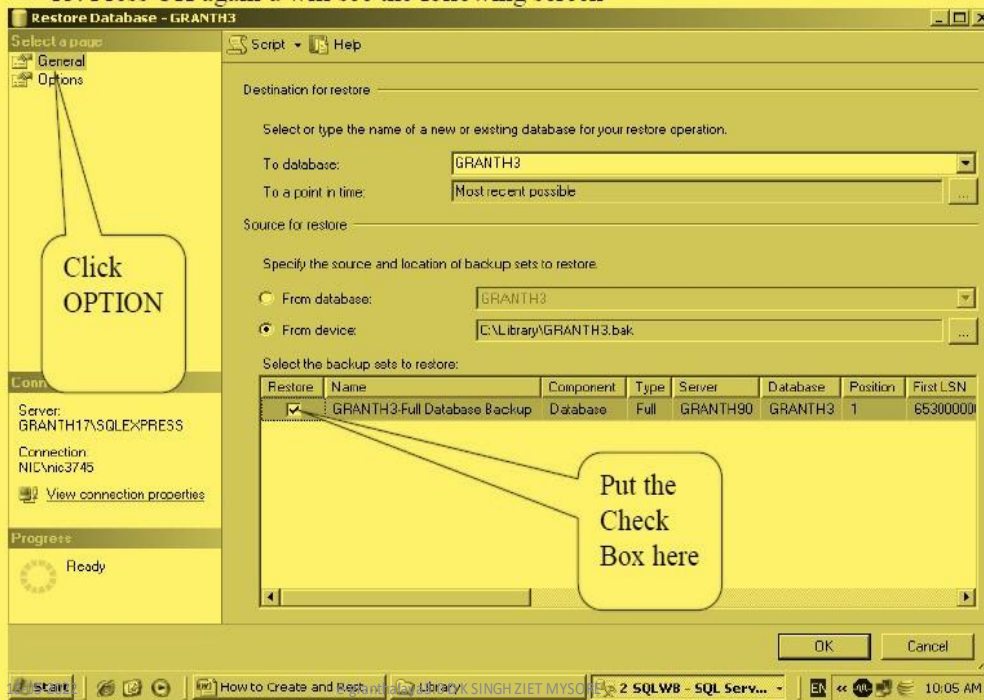 Restore Database - GRANTH3
Select a page
General
Options
Script
Help
Destination for restore
Select or type the name of a new or existing database for your restore operation.
To database:
GRANTH3
To a point in time:
Most recent possible
...
Source for restore
Specify the source and location of backup sets to restore.
From database:
GRANTH3
From device:
C:\Library\GRANTH3.bak
...
Select the backup sets to restore:
Restore Name Component Type Server Database Position First LSN
GRANTH3-Full Database Backup Database Full GRANTH90 GRANTH3 1 65300000
Click
OPTION
Put the
Check
Box here
Conn
Server:
GRANTH17\SQLEXPRESS
Connection:
NIC\nic3745
View connection properties
Progress
Ready
OK
Cancel
Start
How to Create and Rest...
Library
K SINGH ZIET MYSORE
2 SQLWB - SQL Serv...
EN
10:05 AM